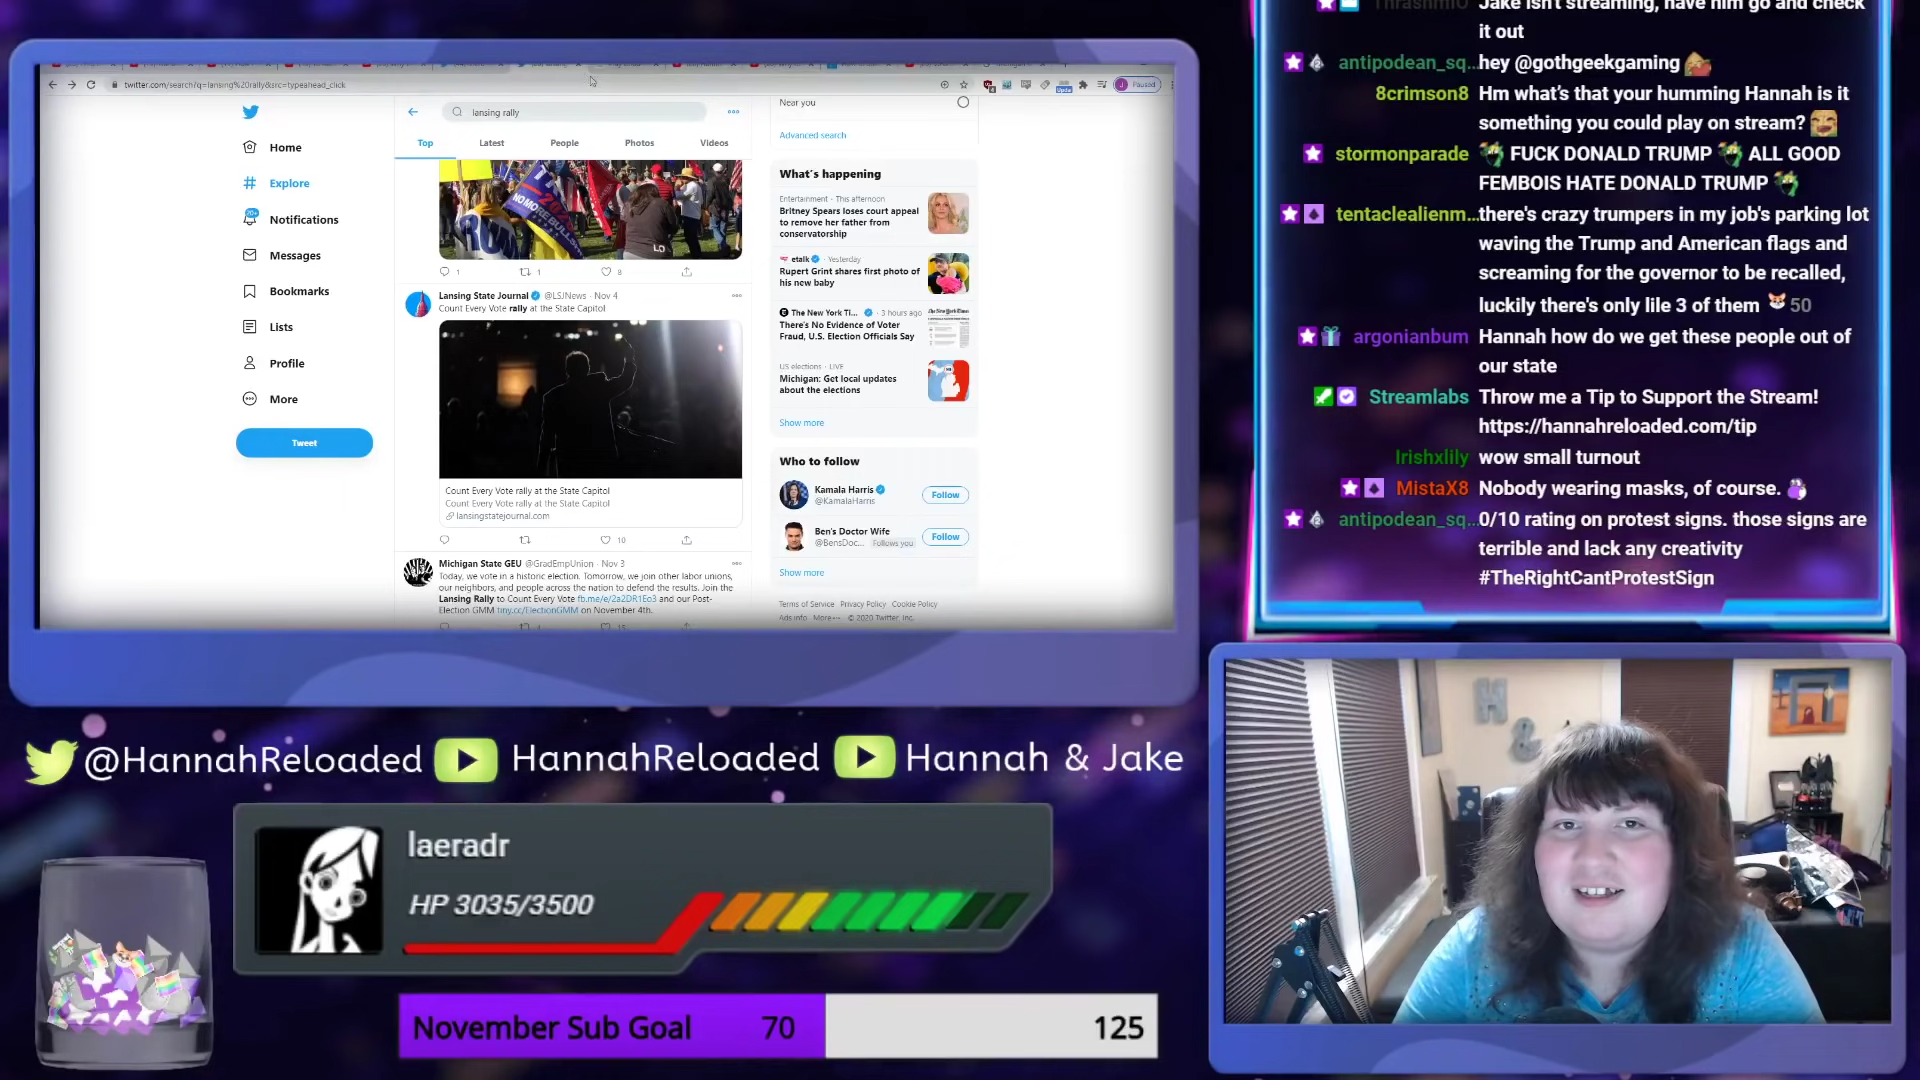 twitter.com/search?q=lansing%20rally&src=typeahead_click
Paused
Home
Explore
20+
Notifications
Messages
Bookmarks
Lists
Profile
More
Tweet
lansing rally
Top
Latest
People
Photos
Videos
NO MORE BULLSHIT
1
1
8
Lansing State Journal @LSJNews · Nov 4
Count Every Vote rally at the State Capitol
Count Every Vote rally at the State Capitol
Count Every Vote rally at the State Capitol
lansingstatejournal.com
10
Michigan State GEU @GradEmpUnion · Nov 3
Today, we vote in a historic election. Tomorrow, we join other labor unions,
our neighbors, and people across the nation to defend the results. Join the
Lansing Rally to Count Every Vote fb.me/e/2a2DR1Eo3 and our Post-
Election GMM tiny.cc/ElectionGMM on November 4th.
Near you
Advanced search
What's happening
Entertainment · This afternoon
Britney Spears loses court appeal
to remove her father from
conservatorship
etalk · Yesterday
Rupert Grint shares first photo of
his new baby
The New York Ti... · 3 hours ago
There's No Evidence of Voter
Fraud, U.S. Election Officials Say
US elections · LIVE
Michigan: Get local updates
about the elections
Show more
Who to follow
Kamala Harris
@KamalaHarris
Follow
Ben's Doctor Wife
@BensDoc... Follows you
Follow
Show more
Terms of Service Privacy Policy Cookie Policy
Ads info More··· © 2020 Twitter, Inc.
ThrashmIU Jake isn't streaming, have him go and check
it out
antipodean_sq... hey @gothgeekgaming
8crimson8 Hm what's that your humming Hannah is it
something you could play on stream?
stormonparade FUCK DONALD TRUMP ALL GOOD
FEMBOIS HATE DONALD TRUMP
tentaclealienm... there's crazy trumpers in my job's parking lot
waving the Trump and American flags and
screaming for the governor to be recalled,
luckily there's only lile 3 of them 50
argonianbum Hannah how do we get these people out of
our state
Streamlabs Throw me a Tip to Support the Stream!
https://hannahreloaded.com/tip
Irishxlily wow small turnout
MistaX8 Nobody wearing masks, of course.
antipodean_sq... 0/10 rating on protest signs. those signs are
terrible and lack any creativity
#TheRightCantProtestSign
@HannahReloaded HannahReloaded Hannah & Jake
laeradr
HP 3035/3500
November Sub Goal 70 125
H &